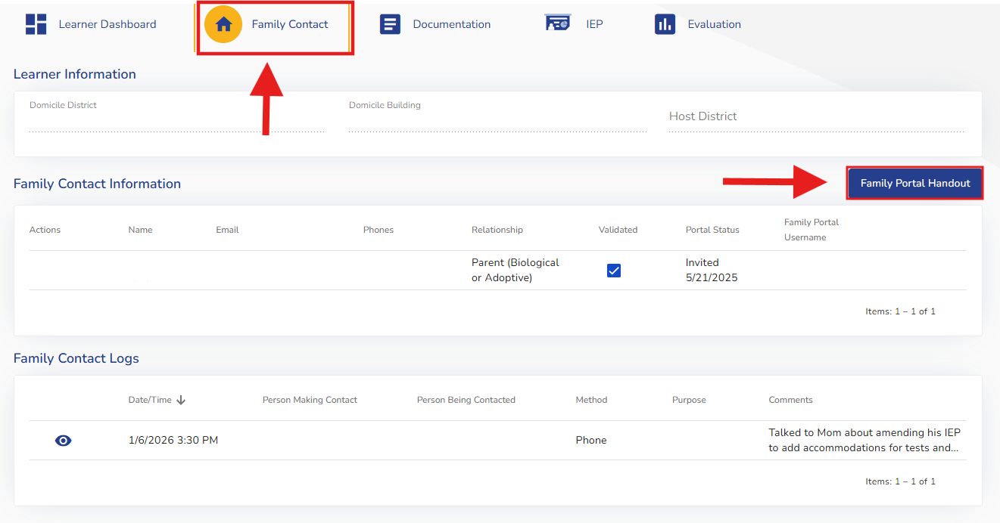 Learner Dashboard Family Contact Documentation IEP Evaluation
Learner Information
Domicile District Domicile Building Host District
Family Contact Information Family Portal Handout
Actions Name Email Phones Relationship Validated Portal Status Family Portal
Username
Parent (Biological Invited
or Adoptive) 5/21/2025
Items: 1 – 1 of 1
Family Contact Logs
Date/Time Person Making Contact Person Being Contacted Method Purpose Comments
1/6/2026 3:30 PM Phone Talked to Mom about amending his IEP
to add accommodations for tests and...
Items: 1 – 1 of 1